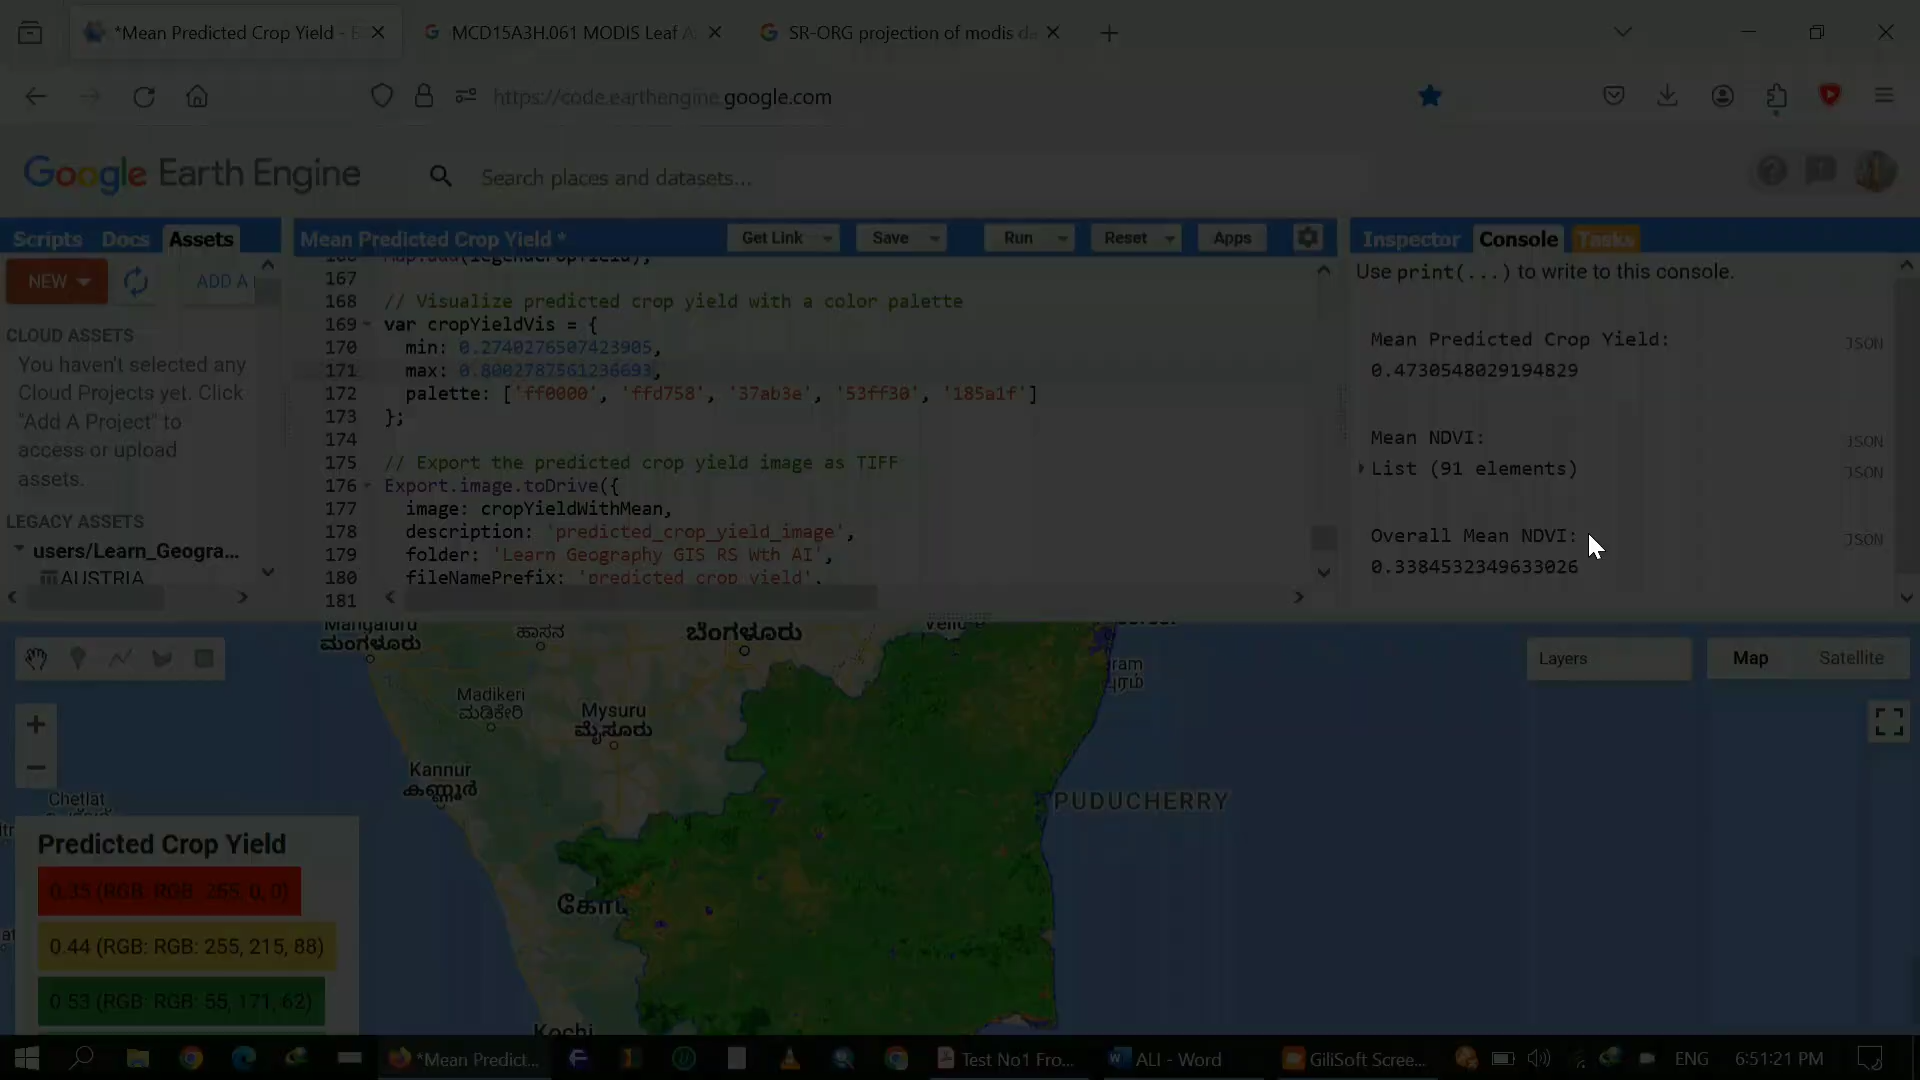 *Mean Predicted Crop Yield - E
MCD15A3H.061 MODIS Leaf A
SR-ORG projection of modis da
https://code.earthengine.google.com
Google Earth Engine
Search places and datasets...
Scripts Docs Assets
NEW
ADD A
CLOUD ASSETS
You haven't selected any
Cloud Projects yet. Click
"Add A Project" to
access or upload
assets.
LEGACY ASSETS
users/Learn_Geogra...
AUSTRIA
Mean Predicted Crop Yield *
Get Link
Save
Run
Reset
Apps
167
168 // Visualize predicted crop yield with a color palette
169 var cropYieldVis = {
170 min: 0.2740276507423905,
171 max: 0.8002787561236693,
172 palette: ['ff0000', 'ffd758', '37ab3e', '53ff30', '185a1f']
173 };
174
175 // Export the predicted crop yield image as TIFF
176 Export.image.toDrive({
177 image: cropYieldWithMean,
178 description: 'predicted_crop_yield_image',
179 folder: 'Learn Geography GIS RS Wth AI',
180 fileNamePrefix: 'predicted_crop_yield',
181
Inspector Console Tasks
Use print(...) to write to this console.
Mean Predicted Crop Yield:
JSON
0.4730548029194829
Mean NDVI:
JSON
List (91 elements)
JSON
Overall Mean NDVI:
JSON
0.3384532349633026
Layers
Map
Satellite
Mangaluru
ಮಂಗಳೂರು
ಹಾಸನ
ಬೆಂಗಳೂರು
ram
Madikeri
ಮಡಿಕೇರಿ
Mysuru
ಮೈಸೂರು
Kannur
കണ്ണൂർ
Chetlat
PUDUCHERRY
Kochi
Predicted Crop Yield
0.35 (RGB: RGB: 255, 0, 0)
0.44 (RGB: RGB: 255, 215, 88)
0.53 (RGB: RGB: 55, 171, 62)
*Mean Predict...
Test No1 Fro...
ALI - Word
GiliSoft Scree...
ENG
6:51:21 PM